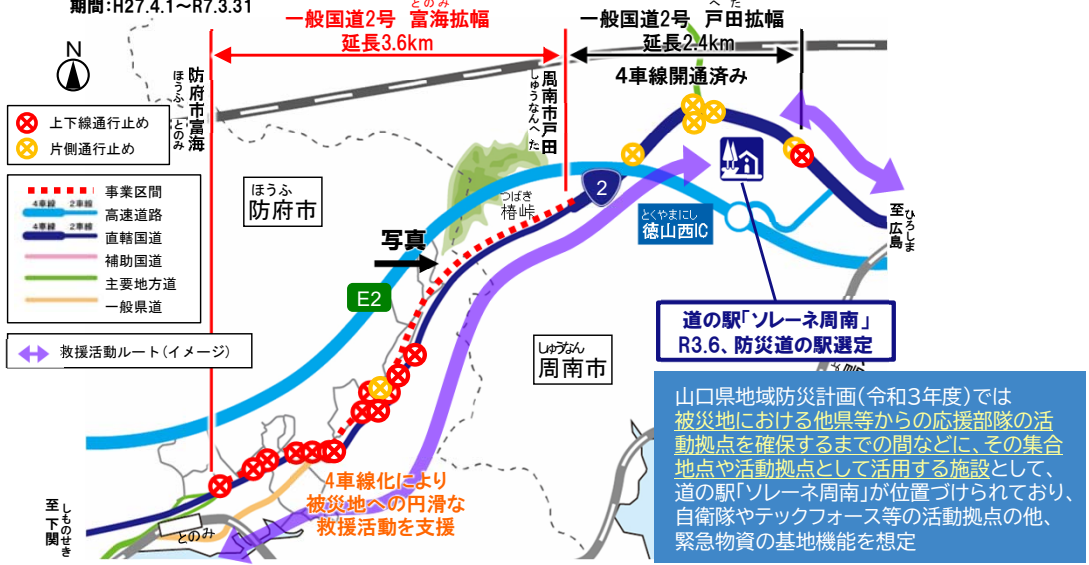 期間:H27.4.1～R7.3.31
一般国道2号 富海拡幅
とのみ
延長3.6km
一般国道2号 戸田拡幅
へた
延長2.4km
4車線開通済み
N
防府市富海
ほうふ とのみ
周南市戸田
しゅうなんへた
上下線通行止め
片側通行止め
事業区間
4車線 2車線
高速道路
4車線 2車線
直轄国道
補助国道
主要地方道
一般県道
救援活動ルート(イメージ)
ほうふ
防府市
つばき
椿峠
2
とくやまにし
徳山西IC
至広島
ひろしま
写真
E2
道の駅「ソレーネ周南」
R3.6、防災道の駅選定
しゅうなん
周南市
4車線化により
被災地への円滑な
救援活動を支援
至下関
しものせき
とのみ
山口県地域防災計画(令和3年度)では
被災地における他県等からの応援部隊の活
動拠点を確保するまでの間などに、その集合
地点や活動拠点として活用する施設として、
道の駅「ソレーネ周南」が位置づけられており、
自衛隊やテックフォース等の活動拠点の他、
緊急物資の基地機能を想定